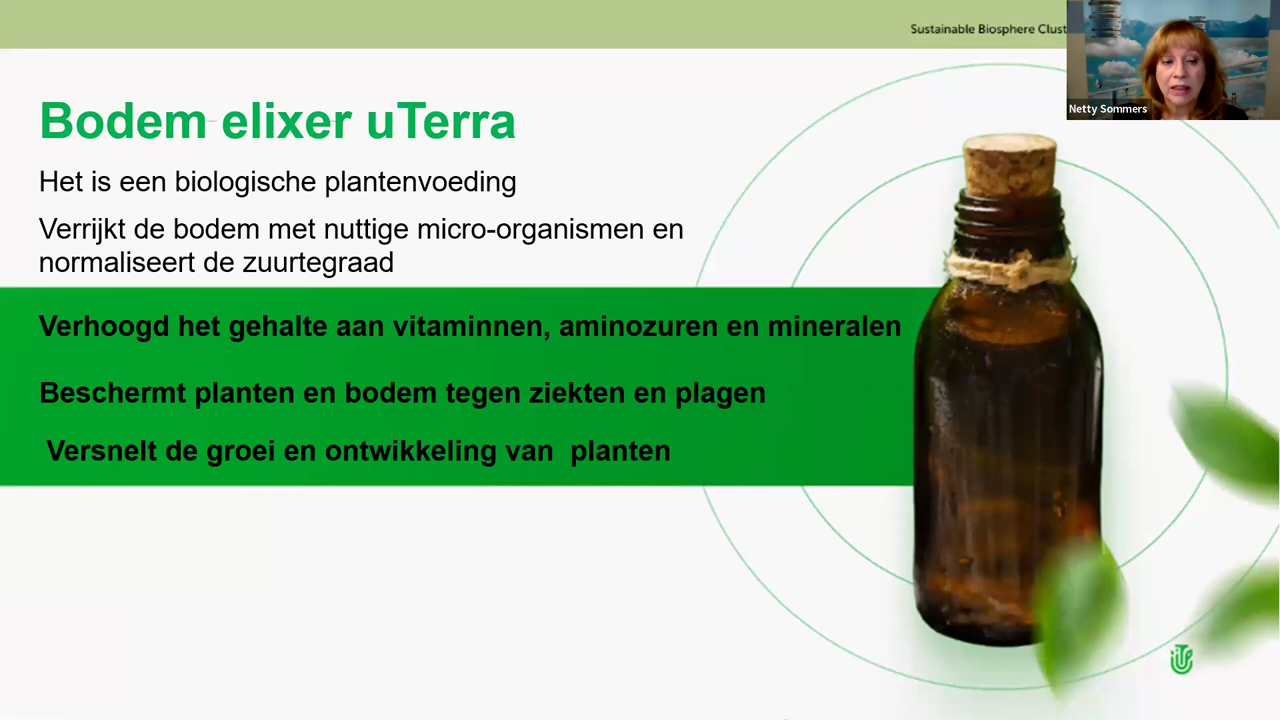 Sustainable Biosphere Clust
Netty Sommers
Bodem elixer uTerra
Het is een biologische plantenvoeding
Verrijkt de bodem met nuttige micro-organismen en
normaliseert de zuurtegraad
Verhoogd het gehalte aan vitaminnen, aminozuren en mineralen
Beschermt planten en bodem tegen ziekten en plagen
Versnelt de groei en ontwikkeling van planten